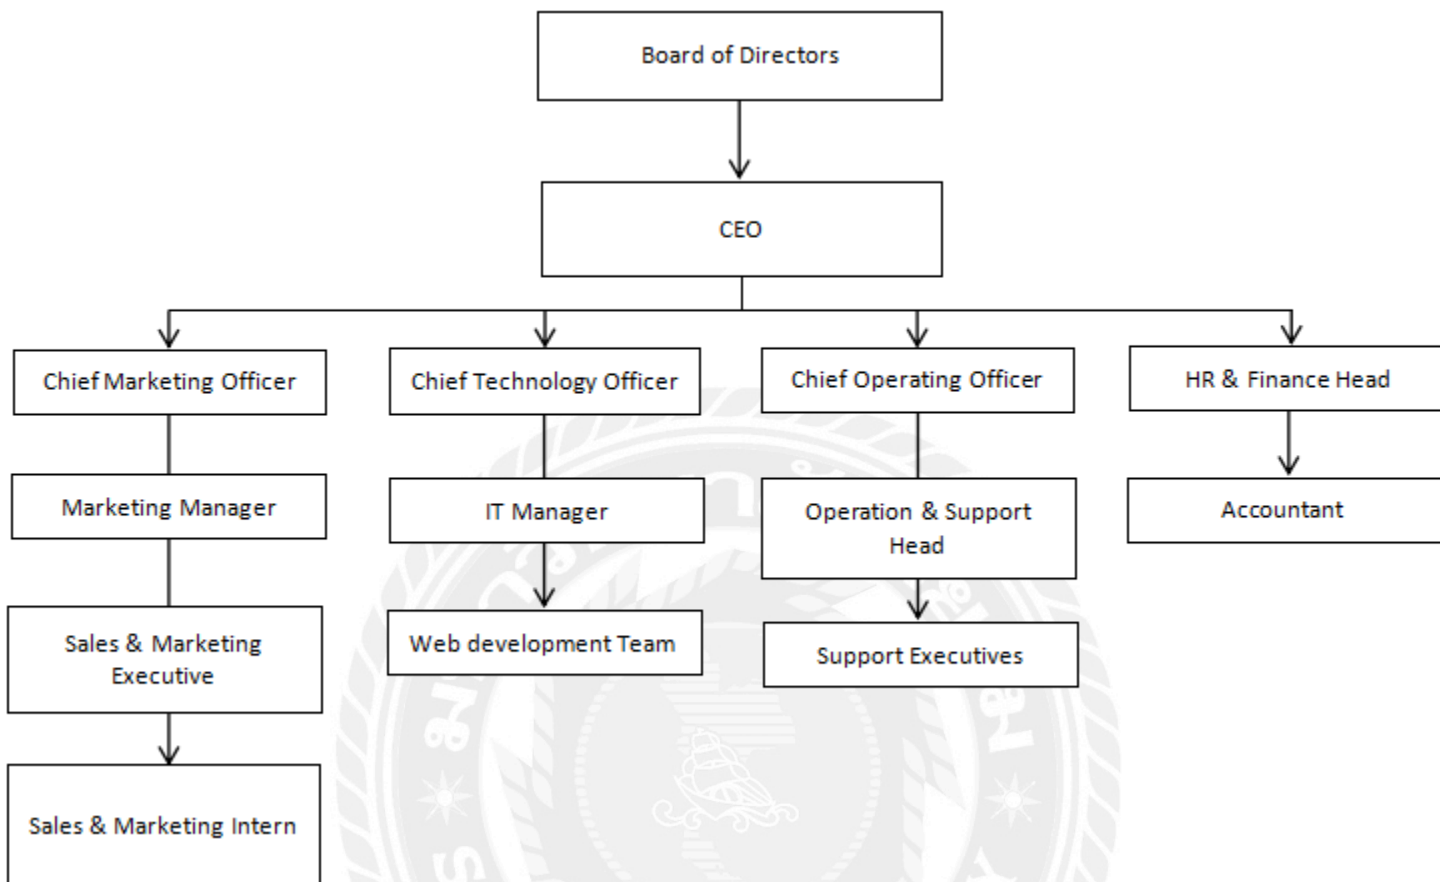 Board of Directors
CEO
Chief Marketing Officer
Chief Technology Officer
Chief Operating Officer
HR & Finance Head
Marketing Manager
IT Manager
Operation & Support
Head
Accountant
Sales & Marketing
Executive
Web development Team
Support Executives
Sales & Marketing Intern